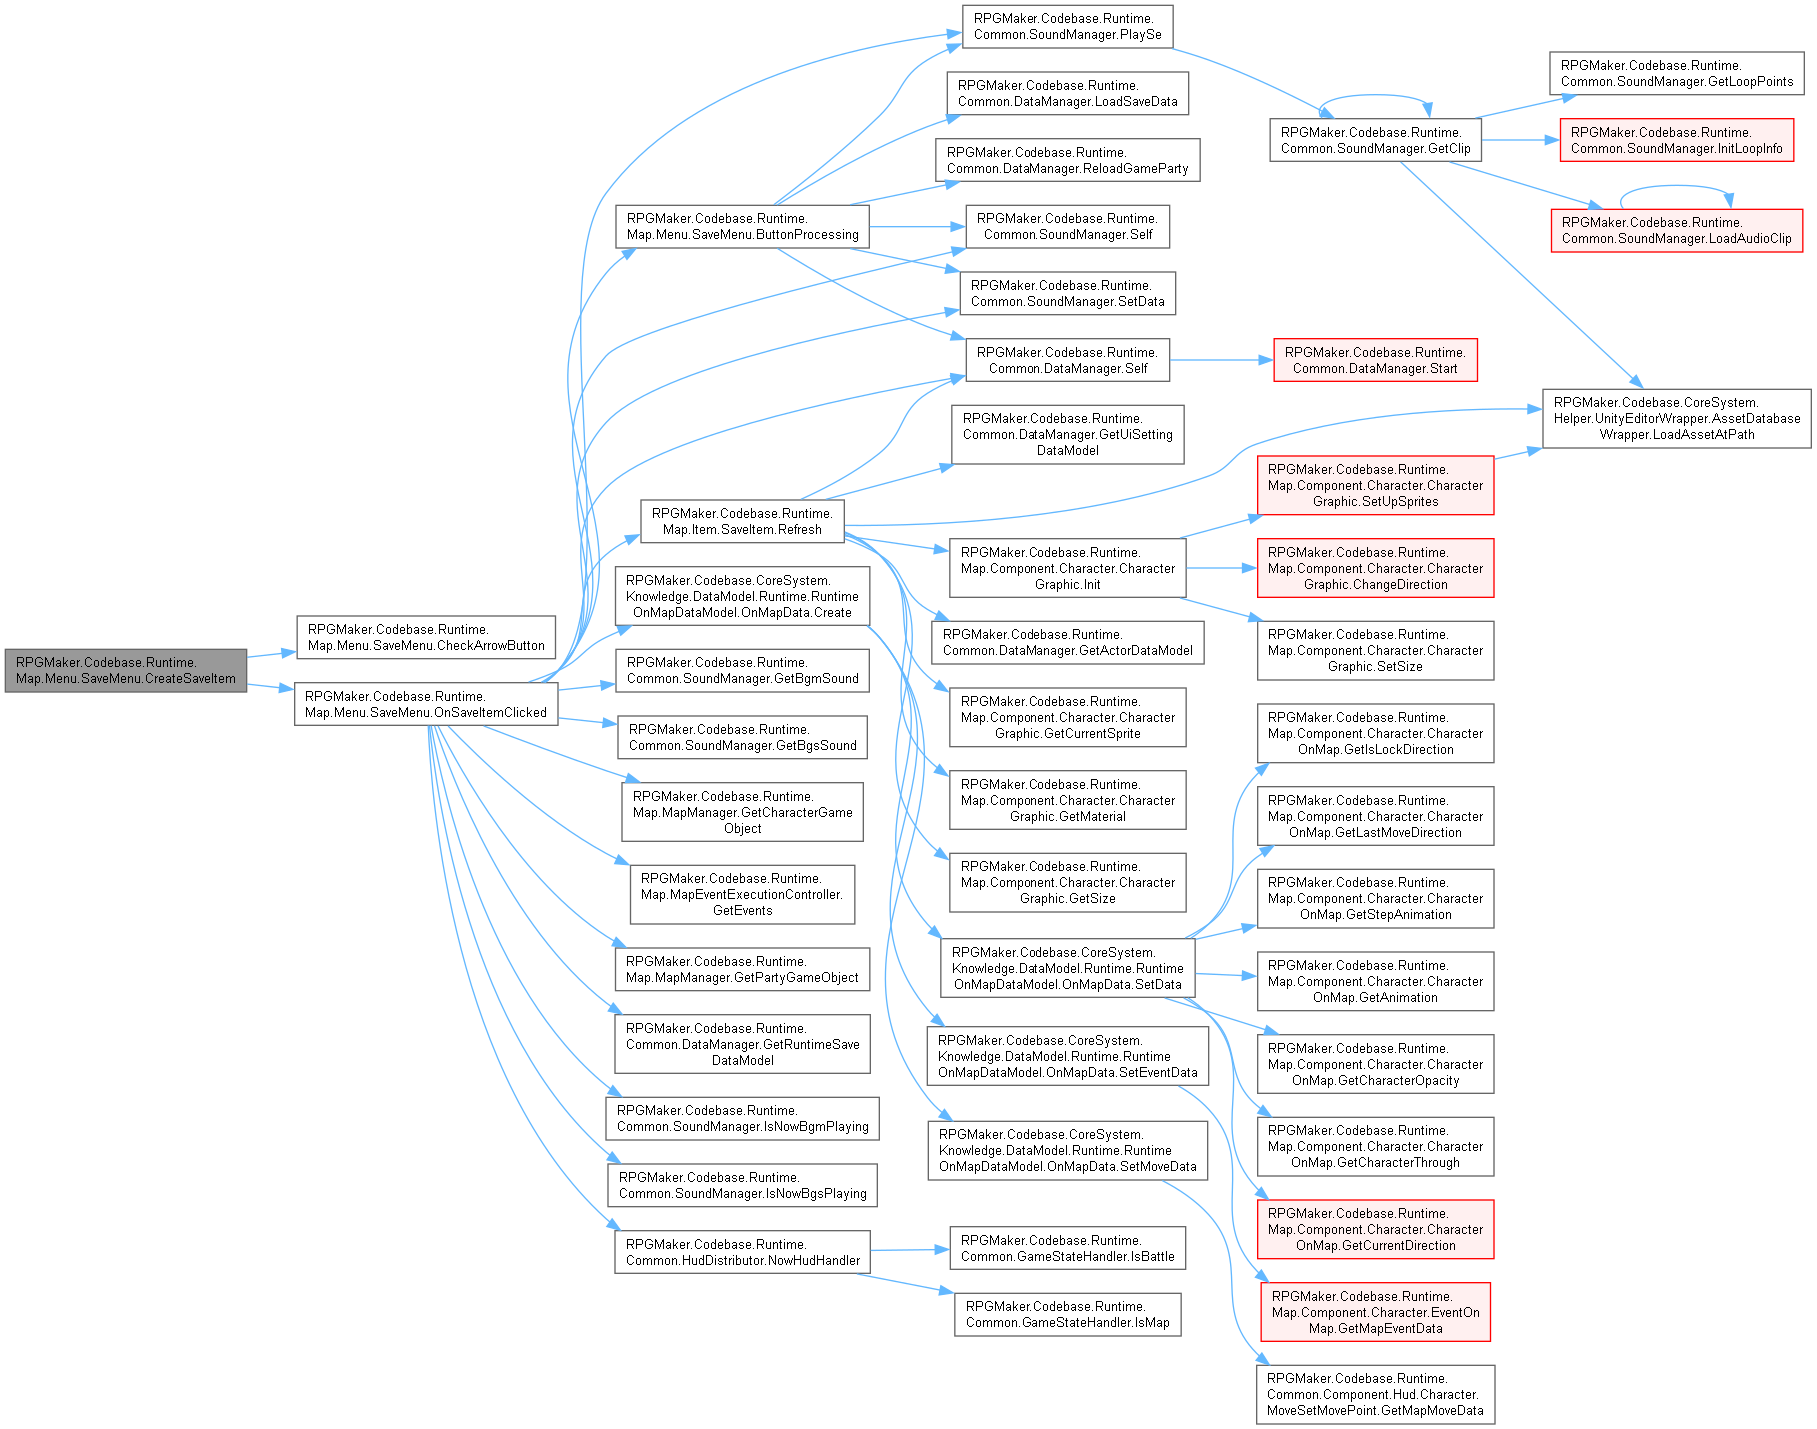 RPGMaker.Codebase.Runtime.
Map.Menu.SaveMenu.CreateSaveItem
RPGMaker.Codebase.Runtime.
Map.Menu.SaveMenu.CheckArrowButton
RPGMaker.Codebase.Runtime.
Map.Menu.SaveMenu.OnSaveItemClicked
RPGMaker.Codebase.Runtime.
Map.Menu.SaveMenu.ButtonProcessing
RPGMaker.Codebase.Runtime.
Map.Item.SaveItem.Refresh
RPGMaker.Codebase.CoreSystem.
Knowledge.DataModel.Runtime.Runtime
OnMapDataModel.OnMapData.Create
RPGMaker.Codebase.Runtime.
Common.SoundManager.GetBgmSound
RPGMaker.Codebase.Runtime.
Common.SoundManager.GetBgsSound
RPGMaker.Codebase.Runtime.
Map.MapManager.GetCharacterGame
Object
RPGMaker.Codebase.Runtime.
Map.MapEventExecutionController.
GetEvents
RPGMaker.Codebase.Runtime.
Map.MapManager.GetPartyGameObject
RPGMaker.Codebase.Runtime.
Common.DataManager.GetRuntimeSave
DataModel
RPGMaker.Codebase.Runtime.
Common.SoundManager.IsNowBgmPlaying
RPGMaker.Codebase.Runtime.
Common.SoundManager.IsNowBgsPlaying
RPGMaker.Codebase.Runtime.
Common.HudDistributor.NowHudHandler
RPGMaker.Codebase.Runtime.
Common.SoundManager.PlaySe
RPGMaker.Codebase.Runtime.
Common.DataManager.LoadSaveData
RPGMaker.Codebase.Runtime.
Common.DataManager.ReloadGameParty
RPGMaker.Codebase.Runtime.
Common.SoundManager.Self
RPGMaker.Codebase.Runtime.
Common.SoundManager.SetData
RPGMaker.Codebase.Runtime.
Common.DataManager.Self
RPGMaker.Codebase.Runtime.
Common.DataManager.GetUiSetting
DataModel
RPGMaker.Codebase.Runtime.
Map.Component.Character.Character
Graphic.Init
RPGMaker.Codebase.Runtime.
Common.DataManager.GetActorDataModel
RPGMaker.Codebase.Runtime.
Map.Component.Character.Character
Graphic.GetCurrentSprite
RPGMaker.Codebase.Runtime.
Map.Component.Character.Character
Graphic.GetMaterial
RPGMaker.Codebase.Runtime.
Map.Component.Character.Character
Graphic.GetSize
RPGMaker.Codebase.CoreSystem.
Knowledge.DataModel.Runtime.Runtime
OnMapDataModel.OnMapData.SetData
RPGMaker.Codebase.CoreSystem.
Knowledge.DataModel.Runtime.Runtime
OnMapDataModel.OnMapData.SetEventData
RPGMaker.Codebase.CoreSystem.
Knowledge.DataModel.Runtime.Runtime
OnMapDataModel.OnMapData.SetMoveData
RPGMaker.Codebase.Runtime.
Common.GameStateHandler.IsBattle
RPGMaker.Codebase.Runtime.
Common.GameStateHandler.IsMap
RPGMaker.Codebase.Runtime.
Common.SoundManager.GetClip
RPGMaker.Codebase.Runtime.
Common.DataManager.Start
RPGMaker.Codebase.Runtime.
Map.Component.Character.Character
Graphic.SetUpSprites
RPGMaker.Codebase.Runtime.
Map.Component.Character.Character
Graphic.ChangeDirection
RPGMaker.Codebase.Runtime.
Map.Component.Character.Character
Graphic.SetSize
RPGMaker.Codebase.Runtime.
Map.Component.Character.Character
OnMap.GetIsLockDirection
RPGMaker.Codebase.Runtime.
Map.Component.Character.Character
OnMap.GetLastMoveDirection
RPGMaker.Codebase.Runtime.
Map.Component.Character.Character
OnMap.GetStepAnimation
RPGMaker.Codebase.Runtime.
Map.Component.Character.Character
OnMap.GetAnimation
RPGMaker.Codebase.Runtime.
Map.Component.Character.Character
OnMap.GetCharacterOpacity
RPGMaker.Codebase.Runtime.
Map.Component.Character.Character
OnMap.GetCharacterThrough
RPGMaker.Codebase.Runtime.
Map.Component.Character.Character
OnMap.GetCurrentDirection
RPGMaker.Codebase.Runtime.
Map.Component.Character.EventOn
Map.GetMapEventData
RPGMaker.Codebase.Runtime.
Common.Component.Hud.Character.
MoveSetMovePoint.GetMapMoveData
RPGMaker.Codebase.Runtime.
Common.SoundManager.GetLoopPoints
RPGMaker.Codebase.Runtime.
Common.SoundManager.InitLoopInfo
RPGMaker.Codebase.Runtime.
Common.SoundManager.LoadAudioClip
RPGMaker.Codebase.CoreSystem.
Helper.UnityEditorWrapper.AssetDatabase
Wrapper.LoadAssetAtPath